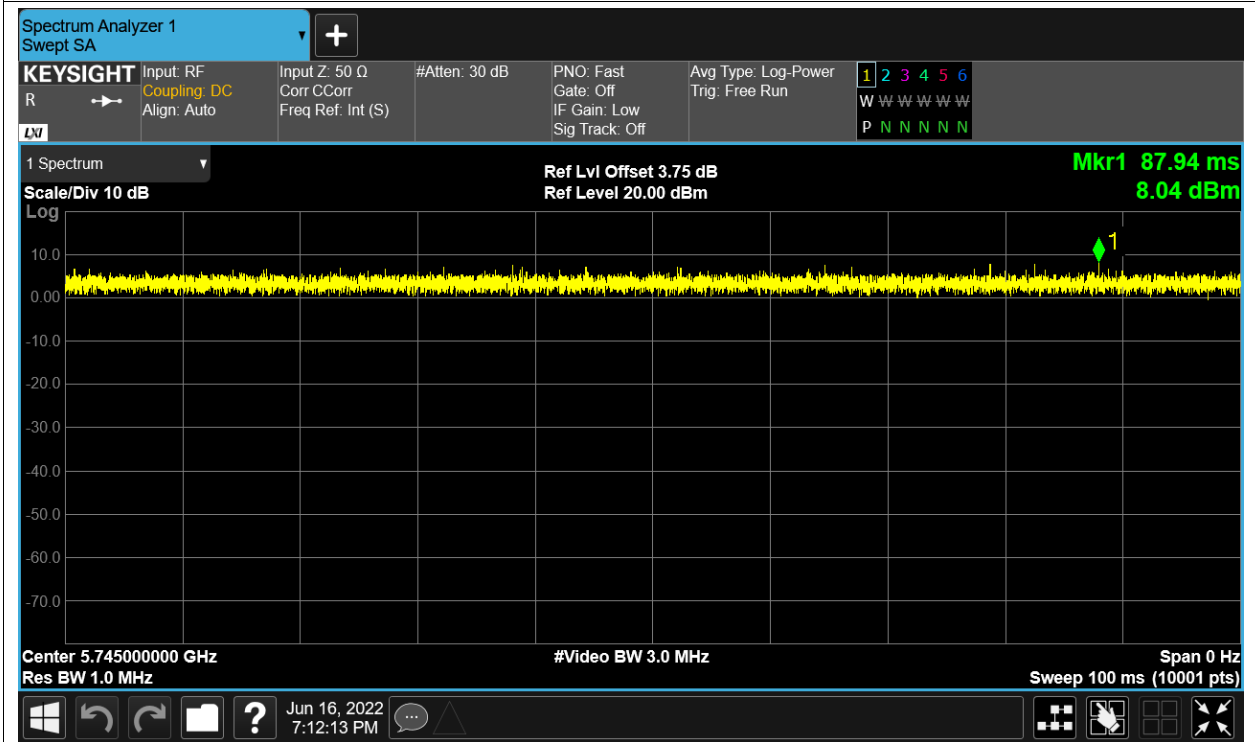 Spectrum Analyzer 1
Swept SA
KEYSIGHT
R
LXI
Input: RF
Coupling: DC
Align: Auto
Input Z: 50 Ω
Corr CCorr
Freq Ref: Int (S)
#Atten: 30 dB
PNO: Fast
Gate: Off
IF Gain: Low
Sig Track: Off
Avg Type: Log-Power
Trig: Free Run
1 2 3 4 5 6
W W W W W W
P N N N N N
1 Spectrum
Scale/Div 10 dB
Log
Ref Lvl Offset 3.75 dB
Ref Level 20.00 dBm
Mkr1 87.94 ms
8.04 dBm
1
10.0
0.00
-10.0
-20.0
-30.0
-40.0
-50.0
-60.0
-70.0
Center 5.745000000 GHz
Res BW 1.0 MHz
#Video BW 3.0 MHz
Span 0 Hz
Sweep 100 ms (10001 pts)
?
Jun 16, 2022
7:12:13 PM